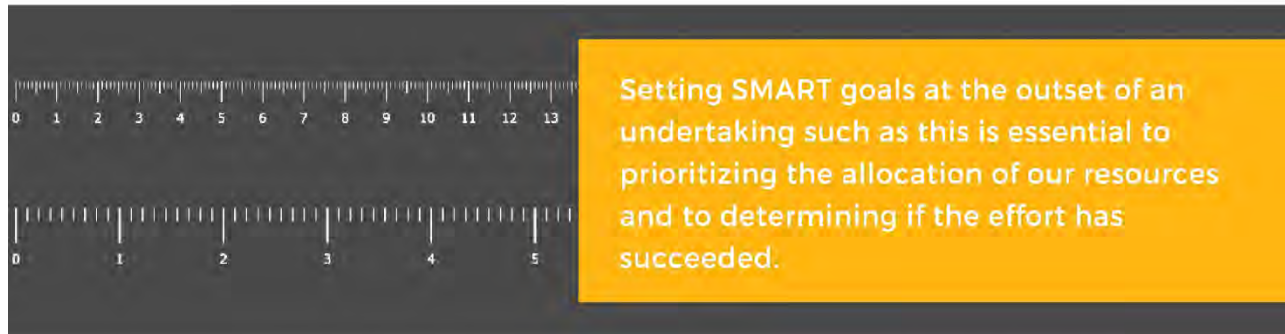 0 1 2 3 4 5 6 7 8 9 10 11 12 13
0 1 2 3 4 5
Setting SMART goals at the outset of an
undertaking such as this is essential to
prioritizing the allocation of our resources
and to determining if the effort has
succeeded.